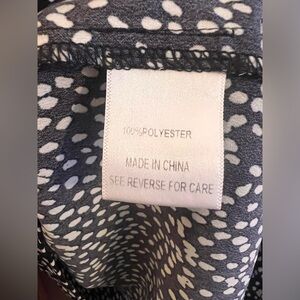 100%POLYESTER
MADE IN CHINA
SEE REVERSE FOR CARE